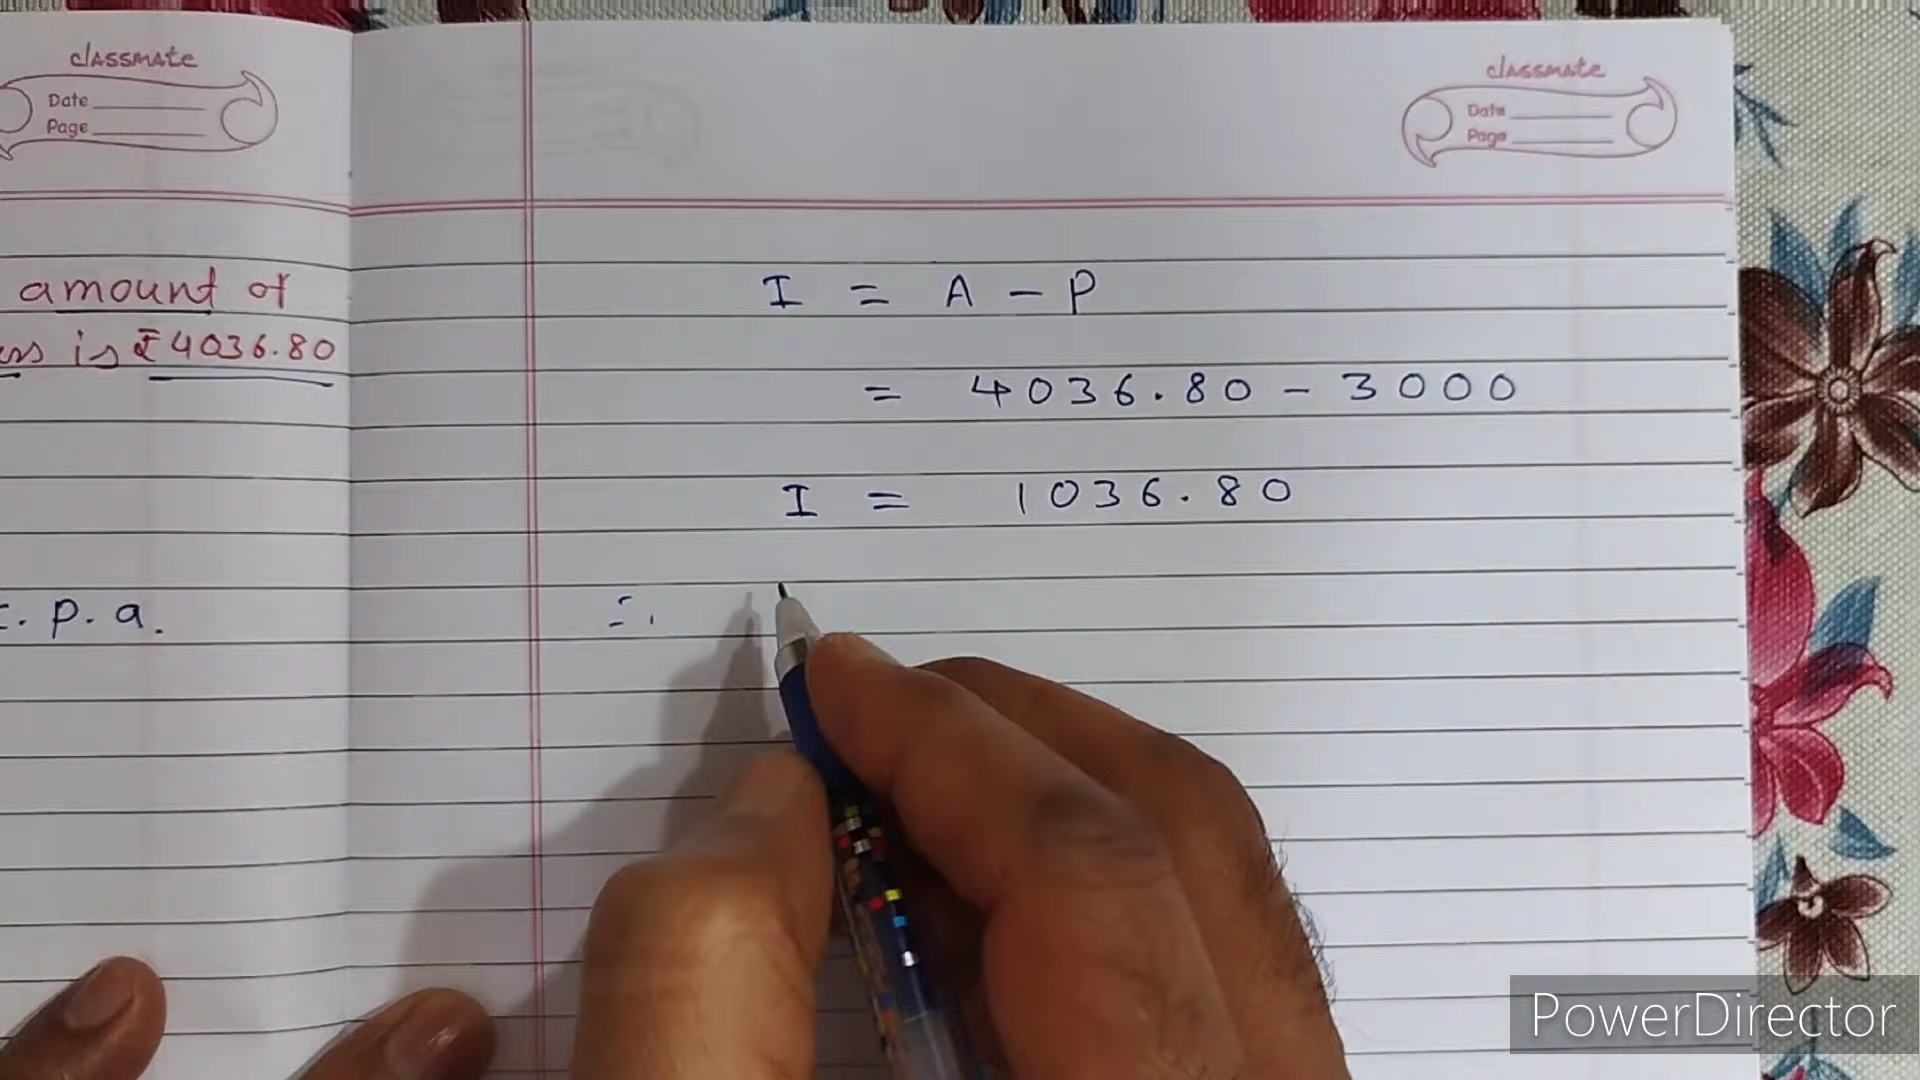 classmate
Date
Page
amount of
is ₹4036.80
p.a.
classmate
Date
Page
I = A - P
= 4036.80 - 3000
I = 1036.80
PowerDirector